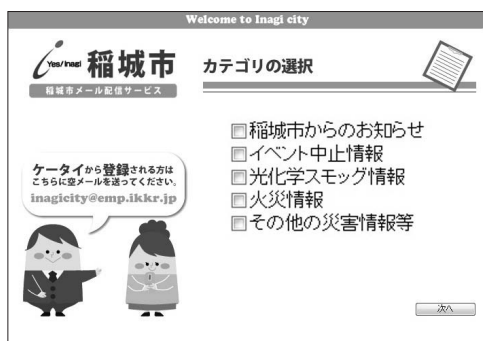 Welcome to Inagi city
Yes/Inagi 稲城市
稲城市メール配信サービス
カテゴリの選択
稲城市からのお知らせ
イベント中止情報
光化学スモッグ情報
火災情報
その他の災害情報等
ケータイから登録される方は
こちらに空メールを送ってください。
inagicity@emp.ikkr.jp
次へ